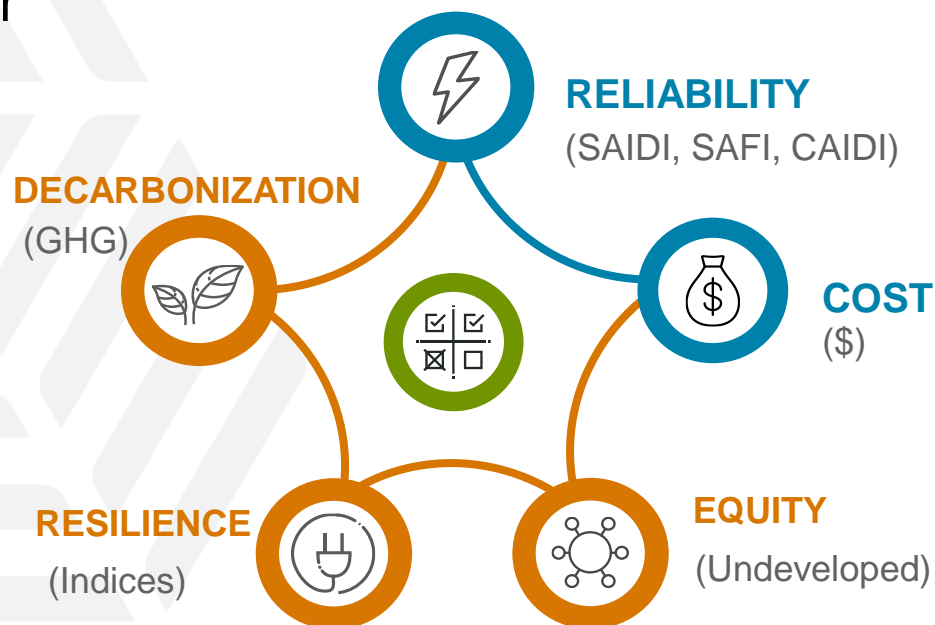 r
RELIABILITY
(SAIDI, SAFI, CAIDI)
DECARBONIZATION
(GHG)
$
COST
($)
RESILIENCE
(Indices)
EQUITY
(Undeveloped)